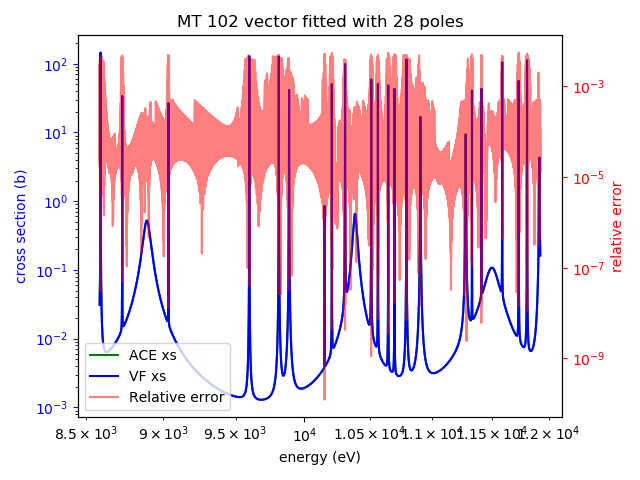 MT 102 vector fitted with 28 poles
10² 10¹ 10⁰ 10⁻¹ 10⁻² 10⁻³
cross section (b)
10⁻³ 10⁻⁵ 10⁻⁷ 10⁻⁹
relative error
ACE xs
VF xs
Relative error
8.5 × 10³ 9 × 10³ 9.5 × 10³ 10⁴ 1.05 × 10⁴ 1.1 × 10⁴ 1.15 × 10⁴ 1.2 × 10⁴
energy (eV)